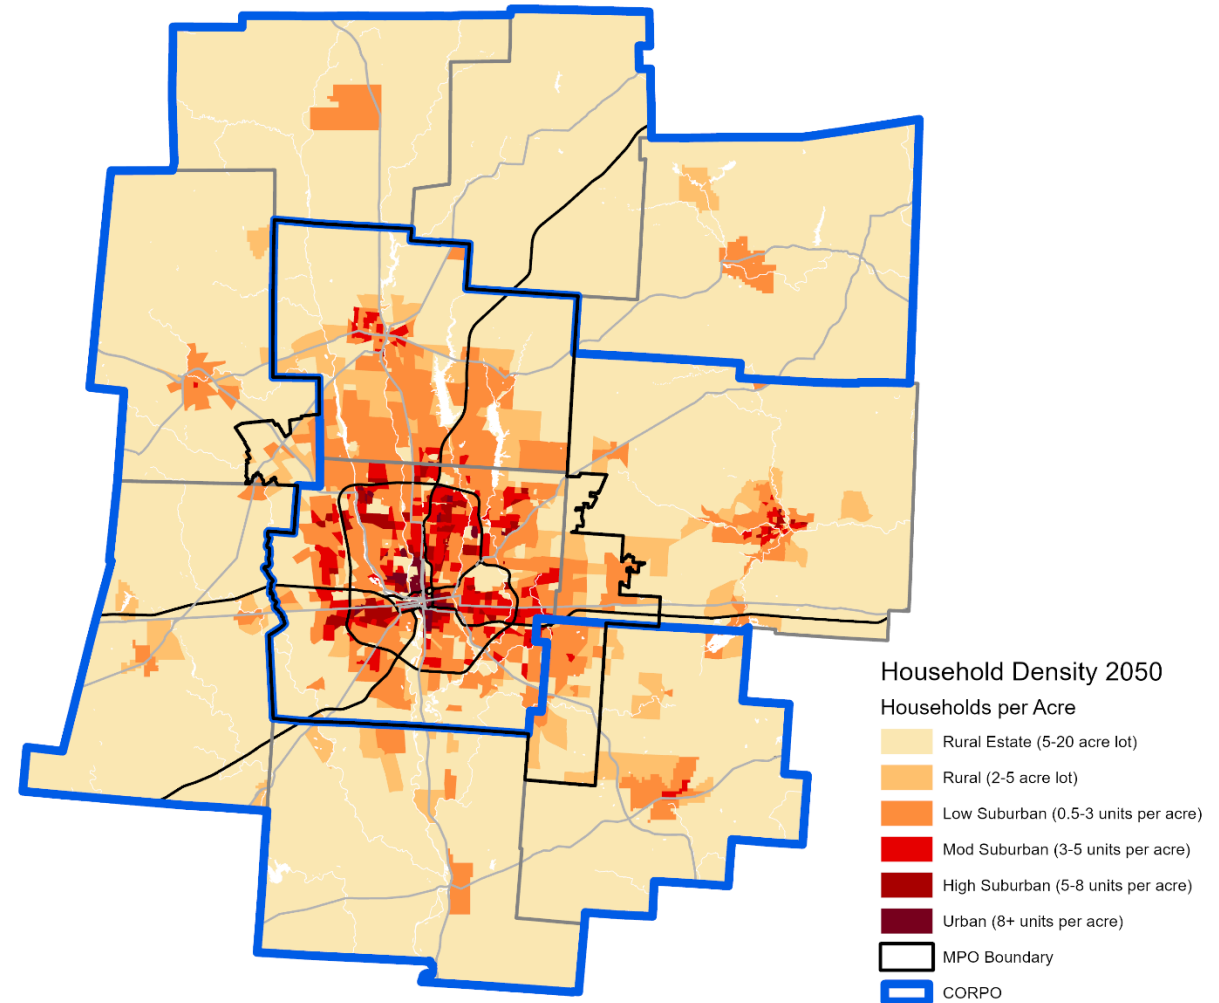 Household Density 2050
Households per Acre
Rural Estate (5-20 acre lot)
Rural (2-5 acre lot)
Low Suburban (0.5-3 units per acre)
Mod Suburban (3-5 units per acre)
High Suburban (5-8 units per acre)
Urban (8+ units per acre)
MPO Boundary
CORPO